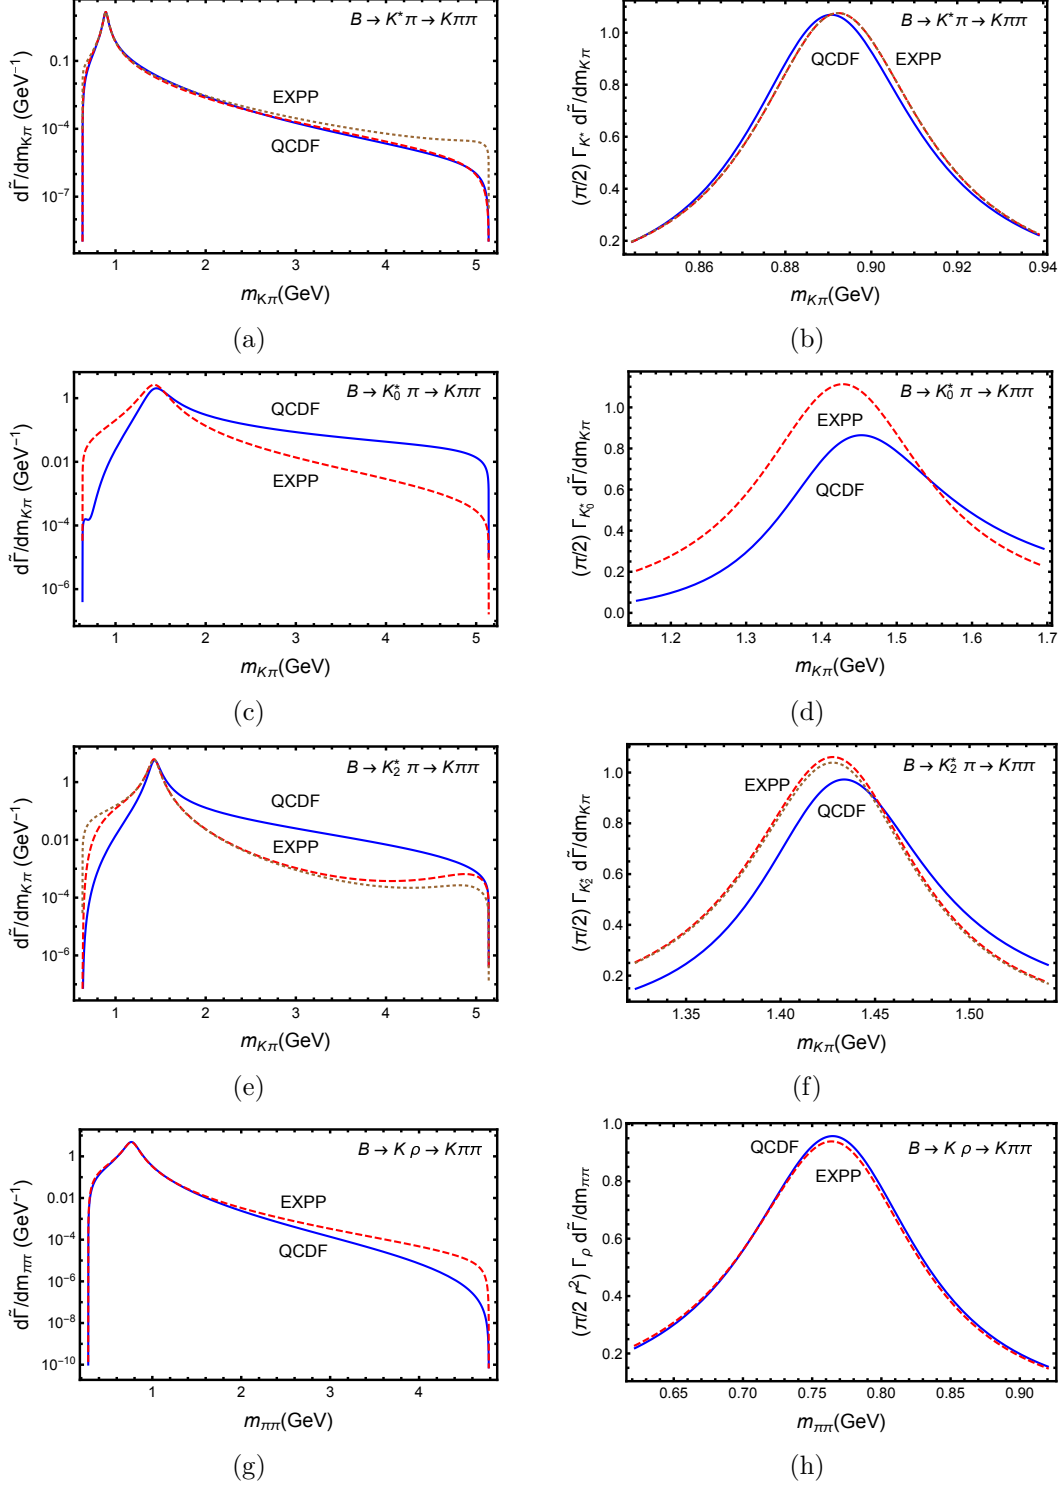 B → K* π → Kππ
dΓ̃/dm_Kπ (GeV⁻¹)
0.1
10⁻⁴
10⁻⁷
EXPP
QCDF
1 2 3 4 5
m_Kπ(GeV)
(a)
B → K* π → Kππ
(π/2) Γ_K* dΓ̃/dm_Kπ
1.0
0.8
0.6
0.4
0.2
QCDF EXPP
0.86 0.88 0.90 0.92 0.94
m_Kπ(GeV)
(b)
B → K₀* π → Kππ
dΓ̃/dm_Kπ (GeV⁻¹)
1
0.01
10⁻⁴
10⁻⁶
QCDF
EXPP
1 2 3 4 5
m_Kπ(GeV)
(c)
B → K₀* π → Kππ
(π/2) Γ_K₀* dΓ̃/dm_Kπ
1.0
0.8
0.6
0.4
0.2
0.0
EXPP
QCDF
1.2 1.3 1.4 1.5 1.6 1.7
m_Kπ(GeV)
(d)
B → K₂* π → Kππ
dΓ̃/dm_Kπ (GeV⁻¹)
1
0.01
10⁻⁴
10⁻⁶
QCDF
EXPP
1 2 3 4 5
m_Kπ(GeV)
(e)
B → K₂* π → Kππ
(π/2) Γ_K₂* dΓ̃/dm_Kπ
1.0
0.8
0.6
0.4
0.2
EXPP
QCDF
1.35 1.40 1.45 1.50
m_Kπ(GeV)
(f)
B → K ρ → Kππ
dΓ̃/dm_ππ (GeV⁻¹)
1
0.01
10⁻⁴
10⁻⁶
10⁻⁸
10⁻¹⁰
EXPP
QCDF
1 2 3 4
m_ππ(GeV)
(g)
B → K ρ → Kππ
(π/2 r²) Γ_ρ dΓ̃/dm_ππ
1.0
0.8
0.6
0.4
0.2
QCDF
EXPP
0.65 0.70 0.75 0.80 0.85 0.90
m_ππ(GeV)
(h)